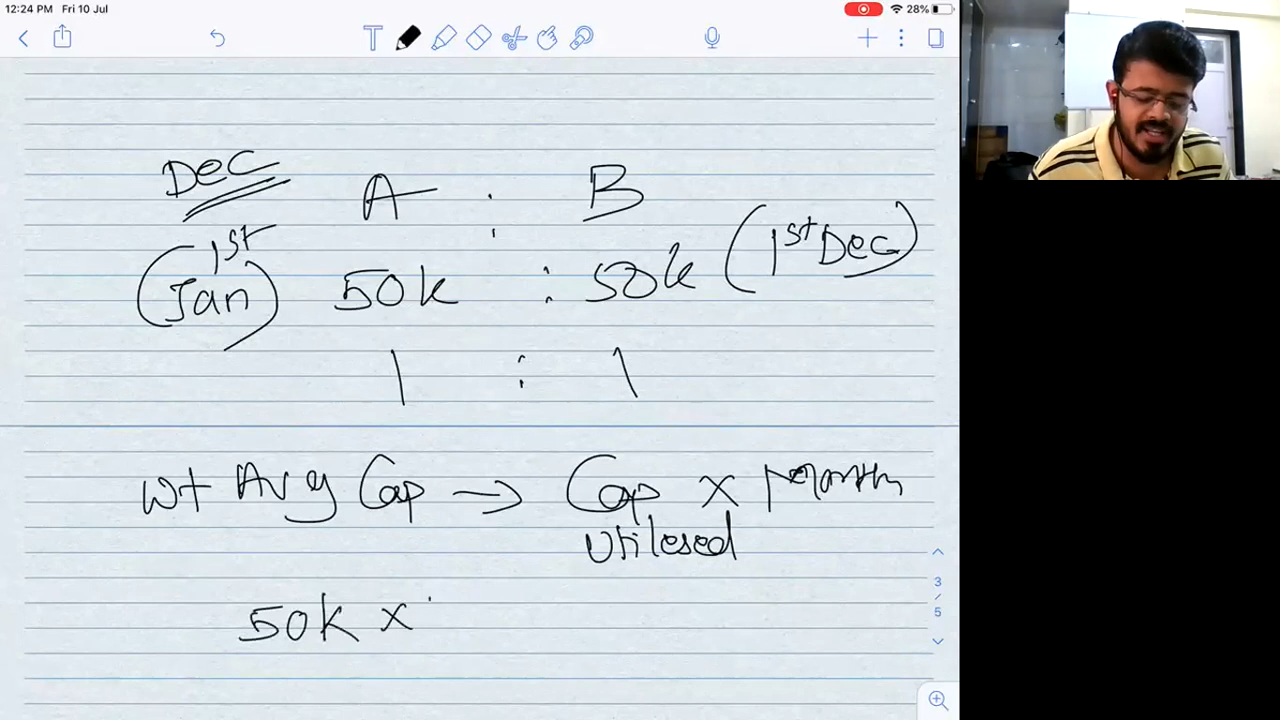 12:24 PM Fri 10 Jul 28%
T
Dec A : B
1st Jan 50k : 50k (1st Dec)
1 : 1
wt Avg Cap → Cap x Month
Utilesed
50k x
3
/
5